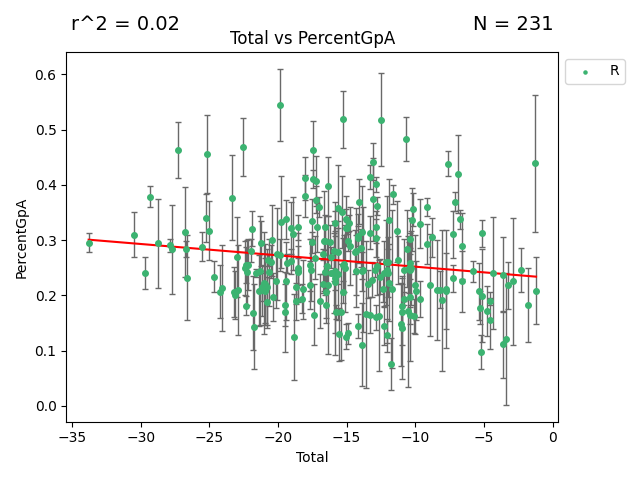 r^2 = 0.02 N = 231
Total vs PercentGpA
R
PercentGpA
0.6
0.5
0.4
0.3
0.2
0.1
0.0
−35 −30 −25 −20 −15 −10 −5 0
Total